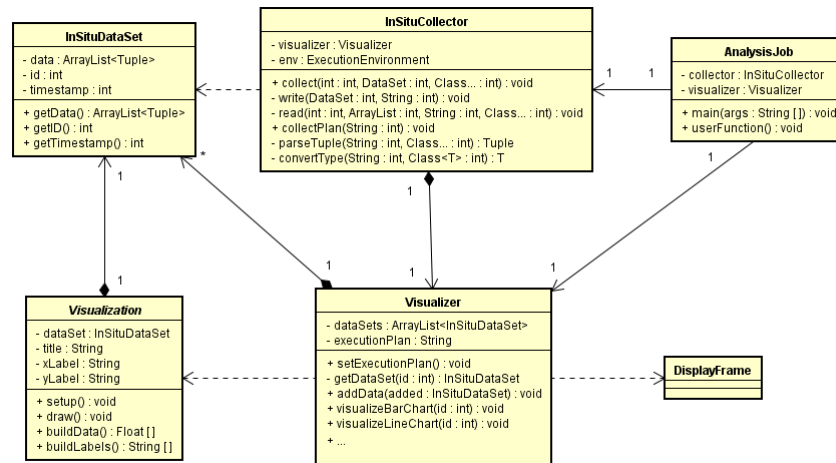 InSituDataSet
- data : ArrayList<Tuple>
- id : int
- timestamp : int
+ getData() : ArrayList<Tuple>
+ getID() : int
+ getTimestamp() : int
InSituCollector
- visualizer : Visualizer
- env : ExecutionEnvironment
+ collect(int : int, DataSet : int, Class... : int) : void
- write(DataSet : int, String : int) : void
- read(int : int, ArrayList : int, String : int, Class... : int) : void
+ collectPlan(String : int) : void
- parseTuple(String : int, Class... : int) : Tuple
- convertType(String : int, Class<T> : int) : T
AnalysisJob
- collector : InSituCollector
- visualizer : Visualizer
+ main(args : String []) : void
+ userFunction() : void
1
1
1
*
1
1
1
1
1
1
Visualization
- dataSet : InSituDataSet
- title : String
- xLabel : String
- yLabel : String
+ setup() : void
+ draw() : void
+ buildData() : Float []
+ buildLabels() : String []
Visualizer
- dataSets : ArrayList<InSituDataSet>
- executionPlan : String
+ setExecutionPlan() : void
- getDataSet(id : int) : InSituDataSet
+ addData(added : InSituDataSet) : void
+ visualizeBarChart(id : int) : void
+ visualizeLineChart(id : int) : void
+ ...
DisplayFrame